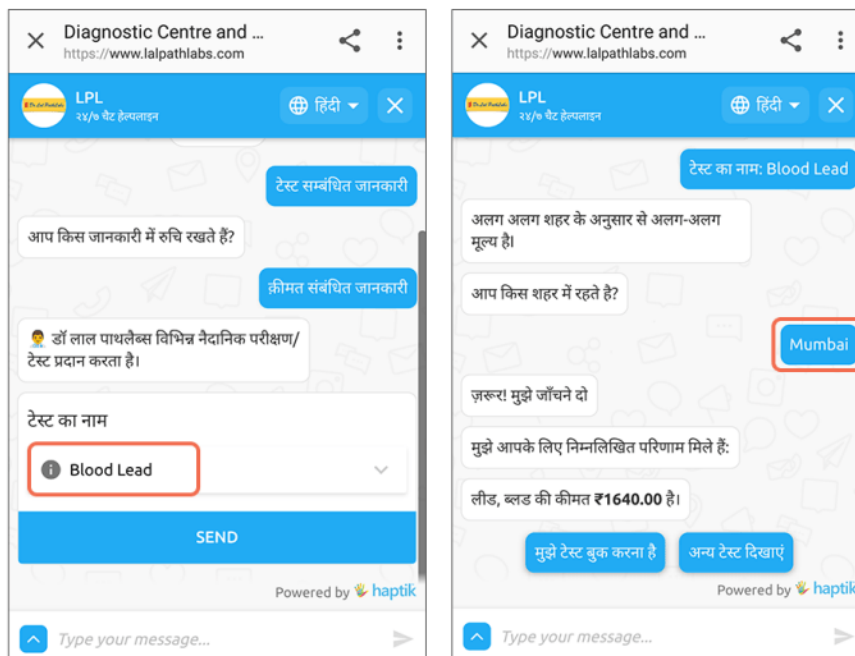 Diagnostic Centre and ...
https://www.lalpathlabs.com
LPL
२४/७ चैट हेल्पलाइन
हिंदी
टेस्ट सम्बंधित जानकारी
आप किस जानकारी में रुचि रखते हैं?
क़ीमत संबंधित जानकारी
डॉ लाल पाथलैब्स विभिन्न नैदानिक परीक्षण/
टेस्ट प्रदान करता है।
टेस्ट का नाम
Blood Lead
SEND
Powered by haptik
Type your message...
Diagnostic Centre and ...
https://www.lalpathlabs.com
LPL
२४/७ चैट हेल्पलाइन
हिंदी
टेस्ट का नाम: Blood Lead
अलग अलग शहर के अनुसार से अलग-अलग
मूल्य है।
आप किस शहर में रहते है?
Mumbai
ज़रूर! मुझे जाँचने दो
मुझे आपके लिए निम्नलिखित परिणाम मिले हैं:
लीड, ब्लड की कीमत ₹1640.00 है।
मुझे टेस्ट बुक करना है
अन्य टेस्ट दिखाएं
Powered by haptik
Type your message...